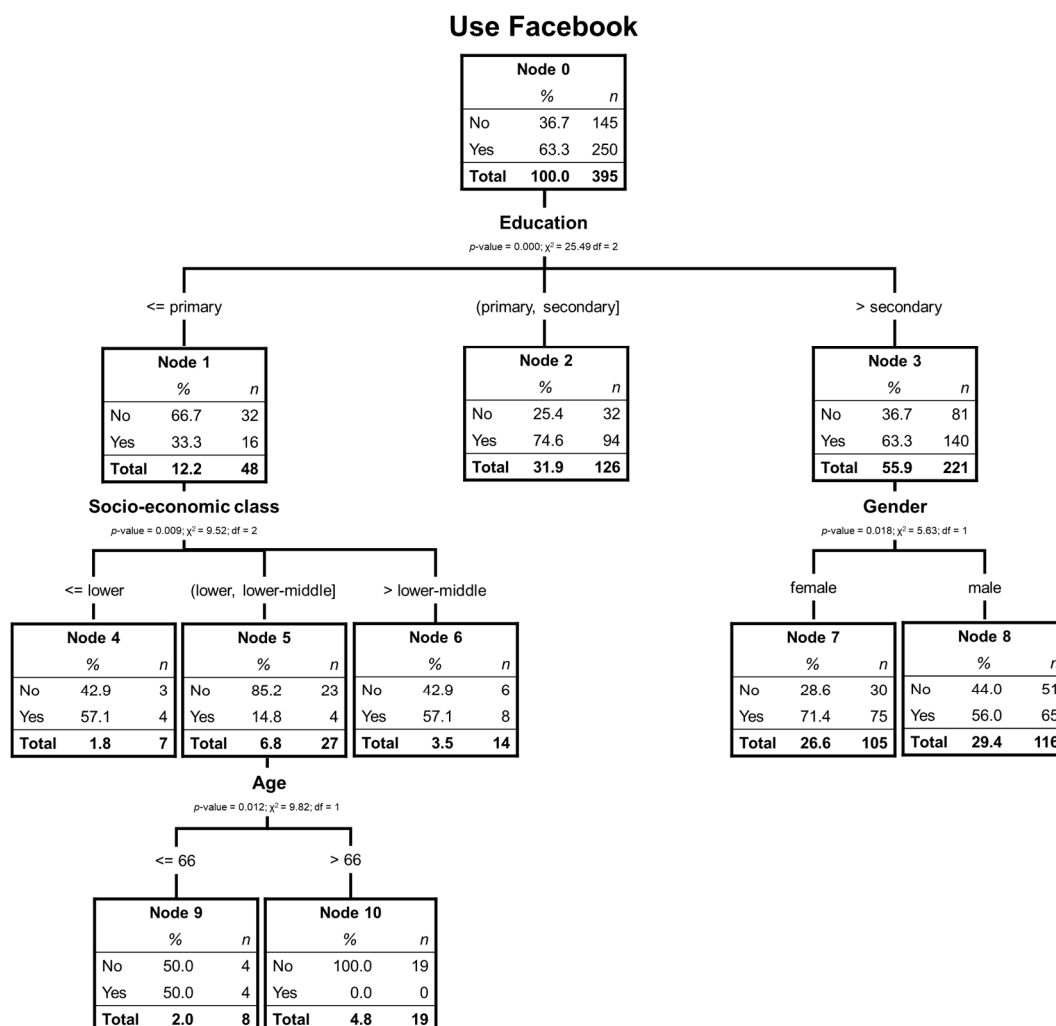 Use Facebook
Node 0
% n
No 36.7 145
Yes 63.3 250
Total 100.0 395
Education
p-value = 0.000; χ² = 25.49 df = 2
<= primary
(primary, secondary]
> secondary
Node 1
% n
No 66.7 32
Yes 33.3 16
Total 12.2 48
Node 2
% n
No 25.4 32
Yes 74.6 94
Total 31.9 126
Node 3
% n
No 36.7 81
Yes 63.3 140
Total 55.9 221
Socio-economic class
p-value = 0.009; χ² = 9.52; df = 2
Gender
p-value = 0.018; χ² = 5.63; df = 1
<= lower
(lower, lower-middle]
> lower-middle
female
male
Node 4
% n
No 42.9 3
Yes 57.1 4
Total 1.8 7
Node 5
% n
No 85.2 23
Yes 14.8 4
Total 6.8 27
Node 6
% n
No 42.9 6
Yes 57.1 8
Total 3.5 14
Node 7
% n
No 28.6 30
Yes 71.4 75
Total 26.6 105
Node 8
% n
No 44.0 51
Yes 56.0 65
Total 29.4 116
Age
p-value = 0.012; χ² = 9.82; df = 1
<= 66
> 66
Node 9
% n
No 50.0 4
Yes 50.0 4
Total 2.0 8
Node 10
% n
No 100.0 19
Yes 0.0 0
Total 4.8 19